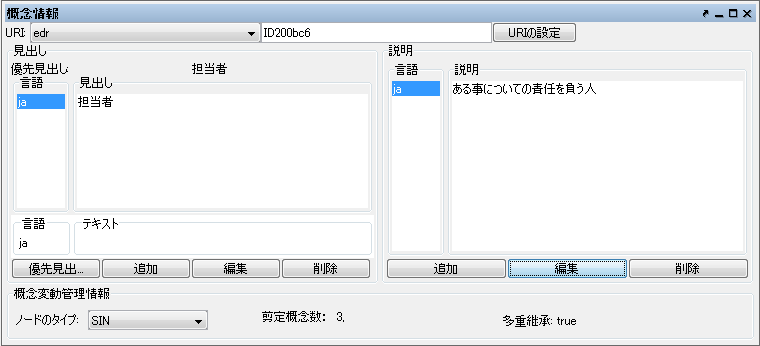 概念情報
URI: edr ID200bc6 URIの設定
見出し
優先見出し: 担当者
言語 見出し
ja 担当者
言語 テキスト
ja
優先見出... 追加 編集 削除
説明
言語 説明
ja ある事についての責任を負う人
追加 編集 削除
概念変動管理情報
ノードのタイプ: SIN 剪定概念数: 3, 多重継承: true